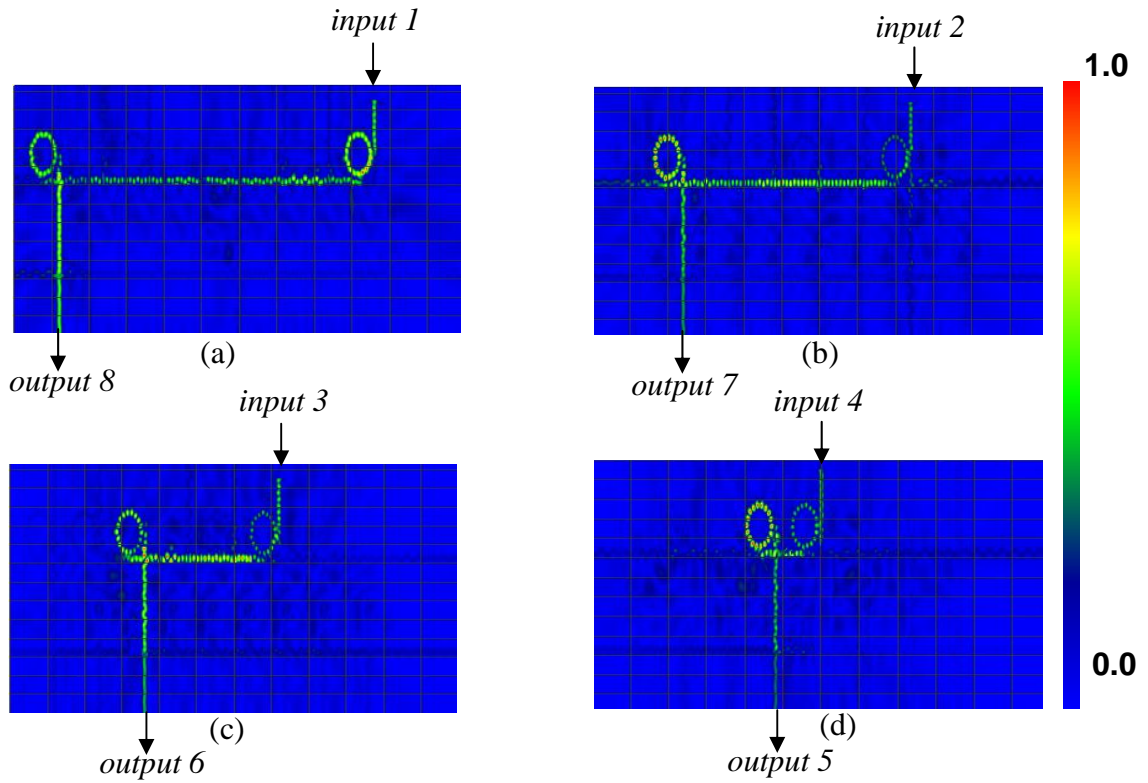 input 1
input 2
1.0
(a)
(b)
output 8
output 7
input 3
input 4
0.0
(c)
(d)
output 6
output 5